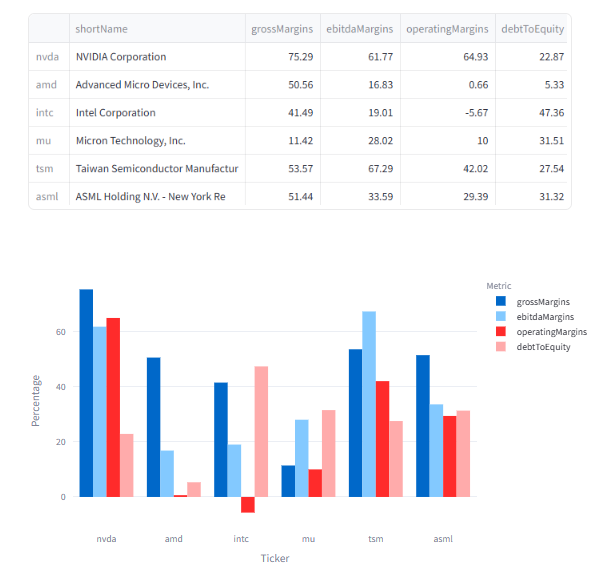 shortName grossMargins ebitdaMargins operatingMargins debtToEquity
nvda NVIDIA Corporation 75.29 61.77 64.93 22.87
amd Advanced Micro Devices, Inc. 50.56 16.83 0.66 5.33
intc Intel Corporation 41.49 19.01 -5.67 47.36
mu Micron Technology, Inc. 11.42 28.02 10 31.51
tsm Taiwan Semiconductor Manufactur 53.57 67.29 42.02 27.54
asml ASML Holding N.V. - New York Re 51.44 33.59 29.39 31.32
Metric
grossMargins
ebitdaMargins
operatingMargins
debtToEquity
Percentage
60
40
20
0
nvda amd intc mu tsm asml
Ticker